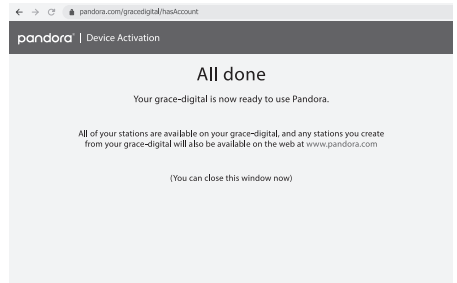 pandora.com/gracedigital/hasAccount
pandora® | Device Activation
All done
Your grace-digital is now ready to use Pandora.
All of your stations are available on your grace-digital, and any stations you create
from your grace-digital will also be available on the web at www.pandora.com
(You can close this window now)